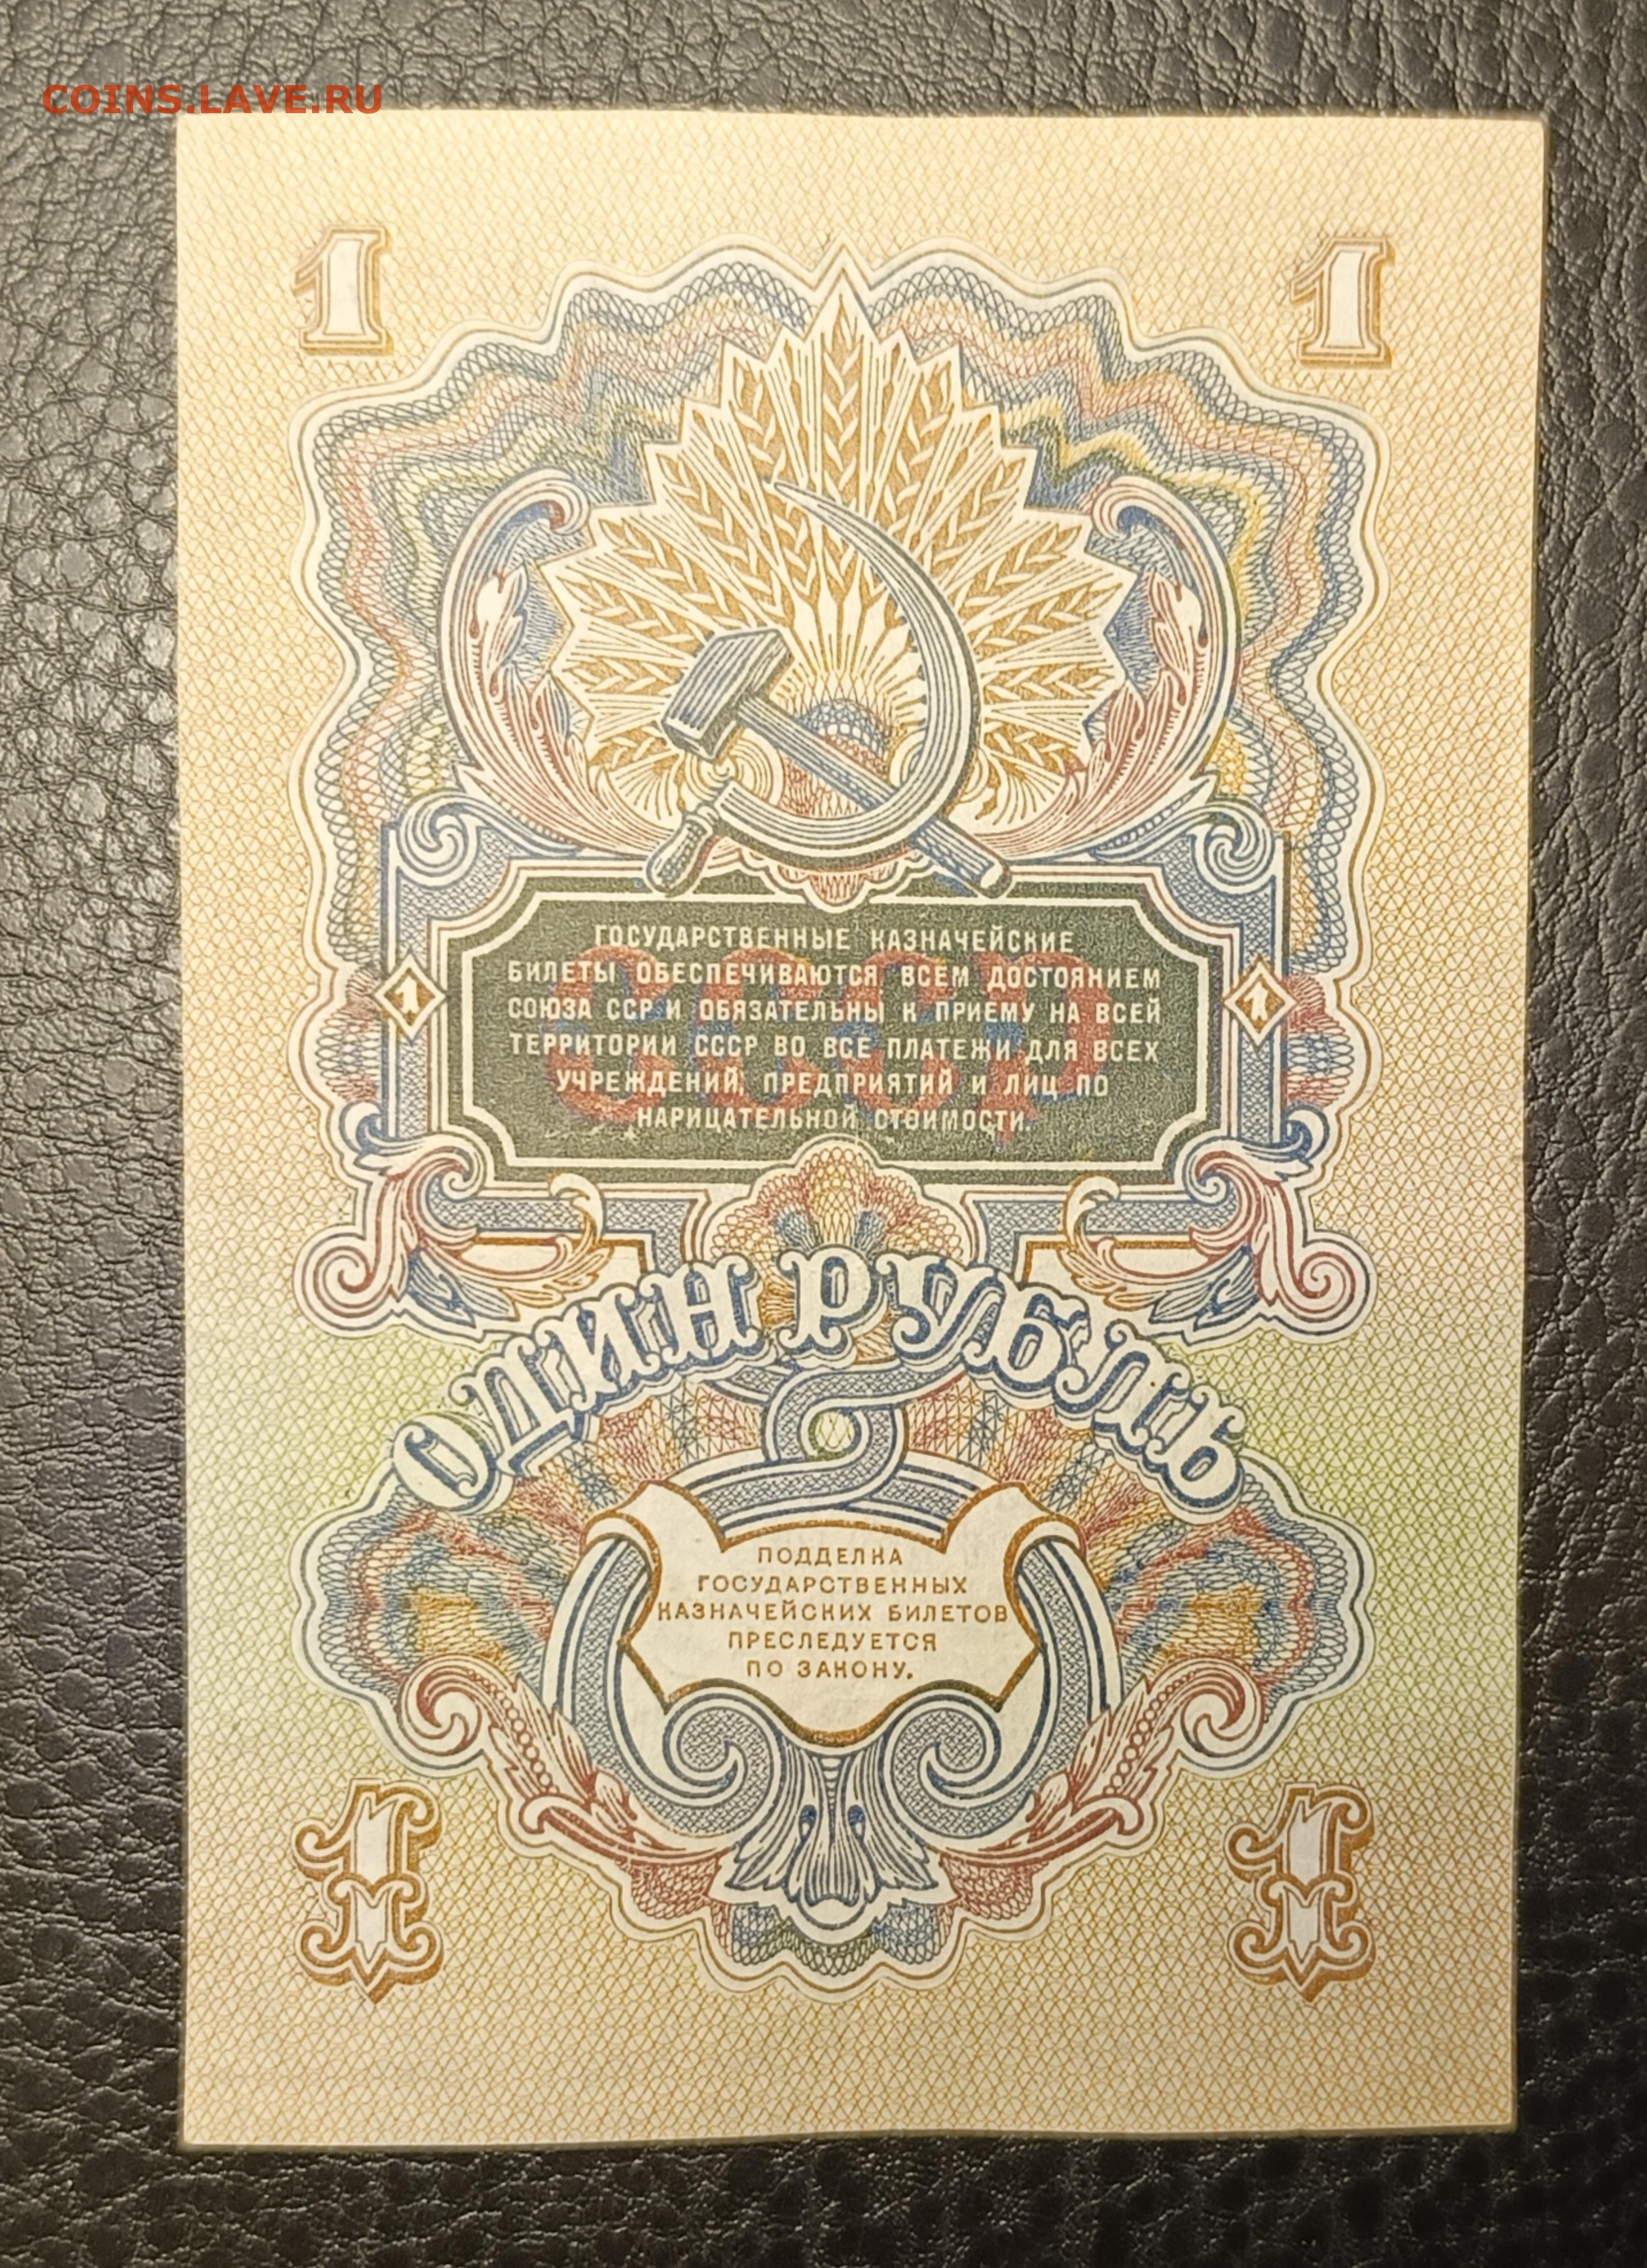 COINS.LAVE.RU
1 1
ГОСУДАРСТВЕННЫЕ КАЗНАЧЕЙСКИЕ
БИЛЕТЫ ОБЕСПЕЧИВАЮТСЯ ВСЕМ ДОСТОЯНИЕМ
СОЮЗА ССР И ОБЯЗАТЕЛЬНЫ К ПРИЕМУ НА ВСЕЙ
1 1
ТЕРРИТОРИИ СССР ВО ВСЕ ПЛАТЕЖИ ДЛЯ ВСЕХ
УЧРЕЖДЕНИЙ, ПРЕДПРИЯТИЙ И ЛИЦ ПО
НАРИЦАТЕЛЬНОЙ СТОИМОСТИ.
СССР
ОДИН РУБЛЬ
ПОДДЕЛКА
ГОСУДАРСТВЕННЫХ
КАЗНАЧЕЙСКИХ БИЛЕТОВ
ПРЕСЛЕДУЕТСЯ
ПО ЗАКОНУ.
1 1